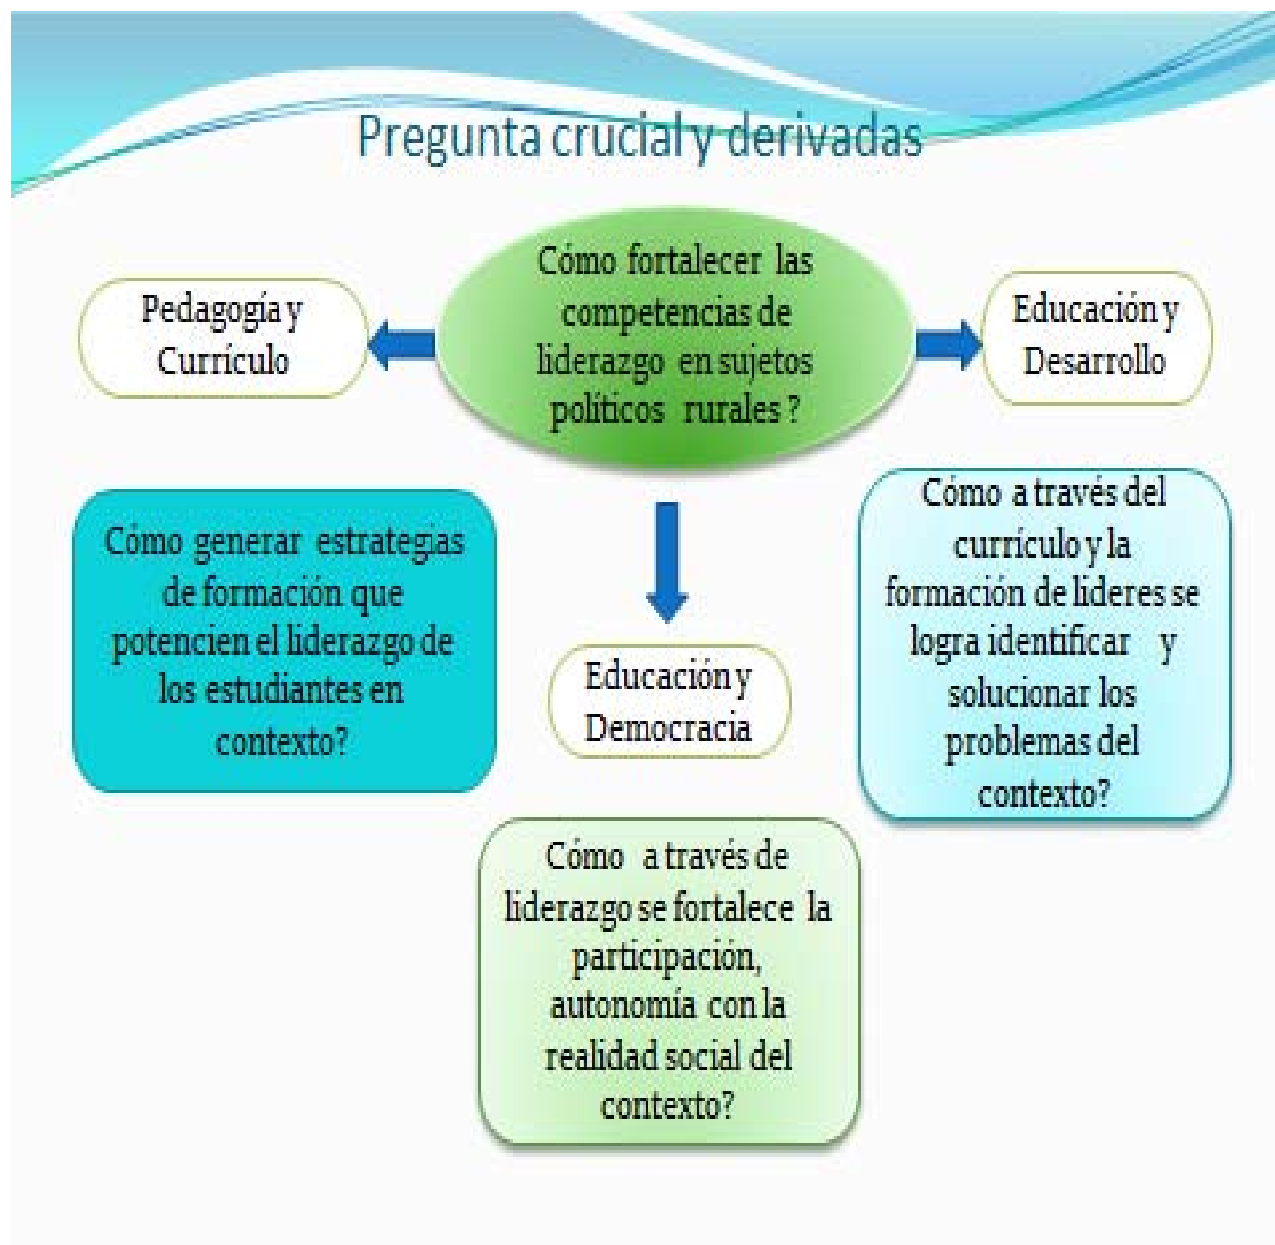 Pregunta crucial y derivadas
Cómo fortalecer las
competencias de
liderazgo en sujetos
políticos rurales ?
Pedagogía y
Currículo
Educación y
Desarrollo
Cómo generar estrategias
de formación que
potencien el liderazgo de
los estudiantes en
contexto?
Educación y
Democracia
Cómo a través del
currículo y la
formación de lideres se
logra identificar y
solucionar los
problemas del
contexto?
Cómo a través de
liderazgo se fortalece la
participación,
autonomía con la
realidad social del
contexto?